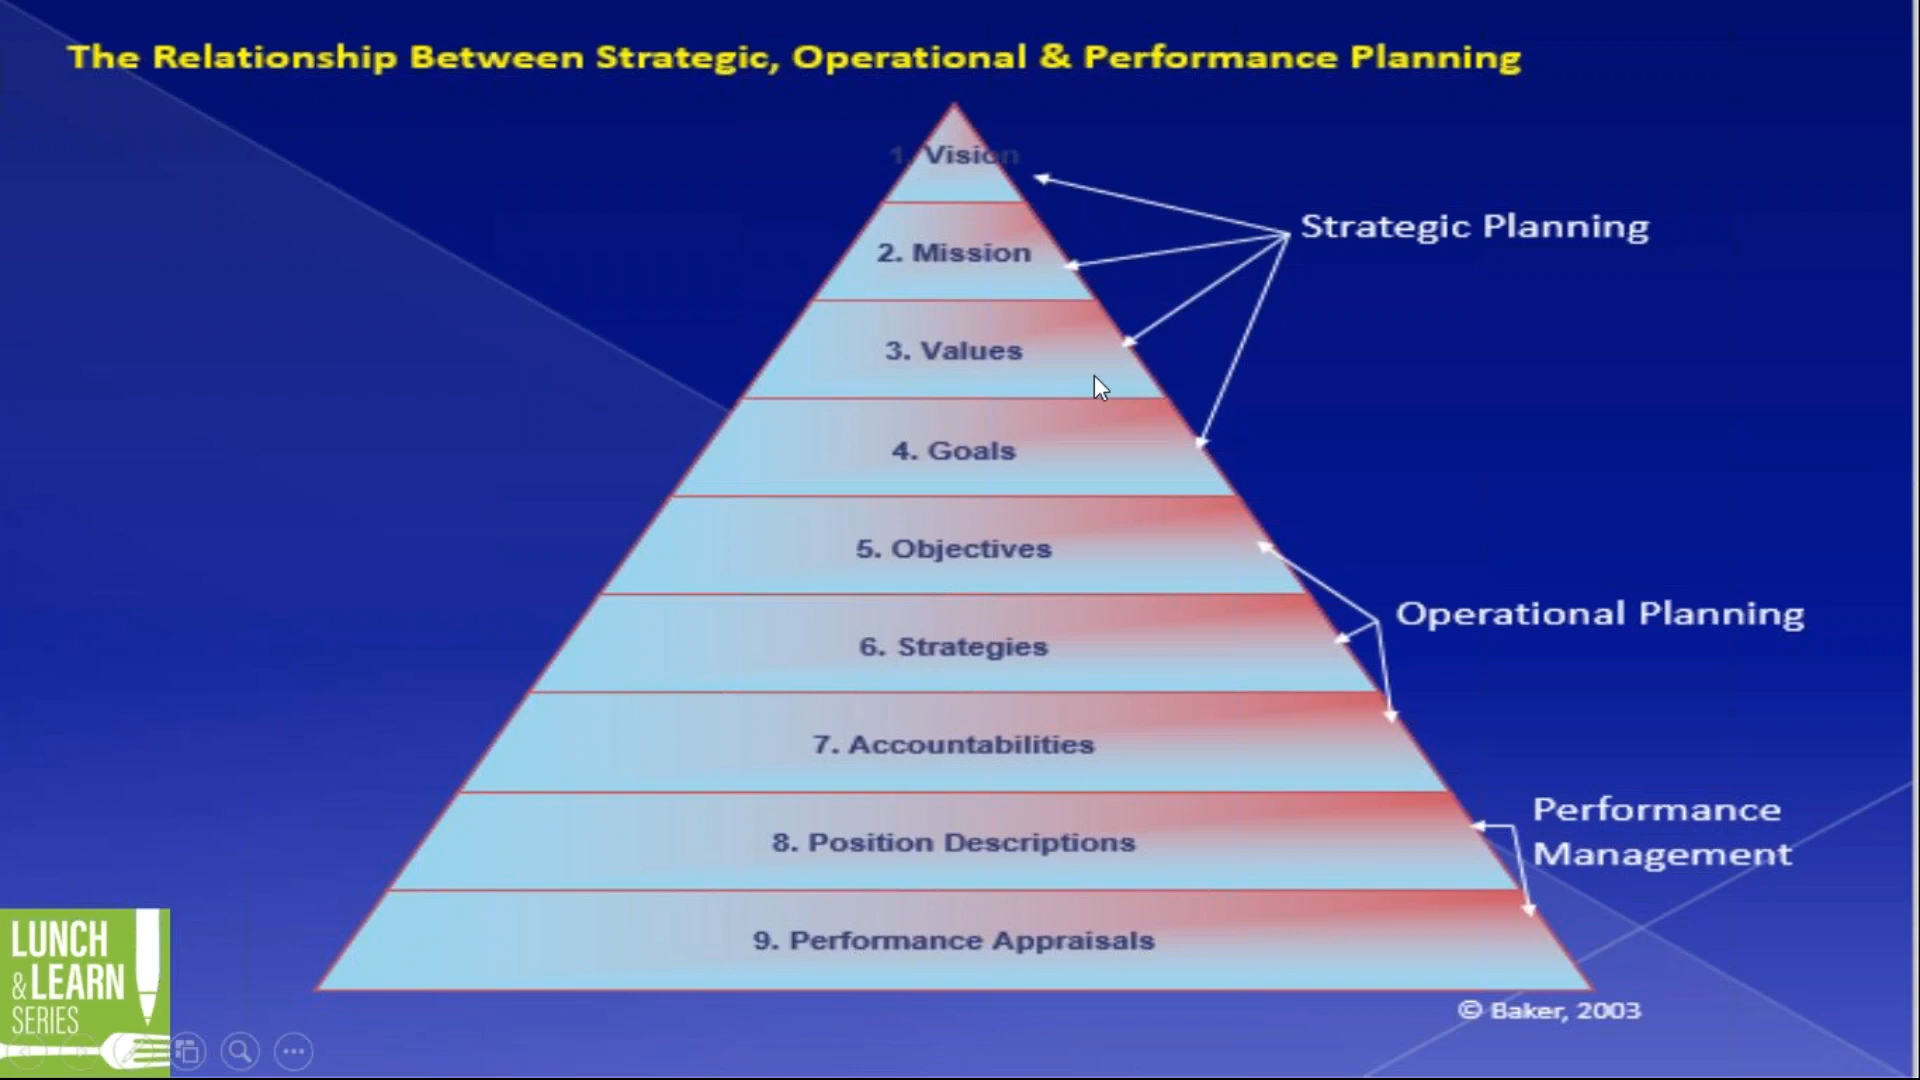 The Relationship Between Strategic, Operational & Performance Planning
1. Vision
2. Mission
3. Values
4. Goals
5. Objectives
6. Strategies
7. Accountabilities
8. Position Descriptions
9. Performance Appraisals
Strategic Planning
Operational Planning
Performance
Management
© Baker, 2003
LUNCH
& LEARN
SERIES